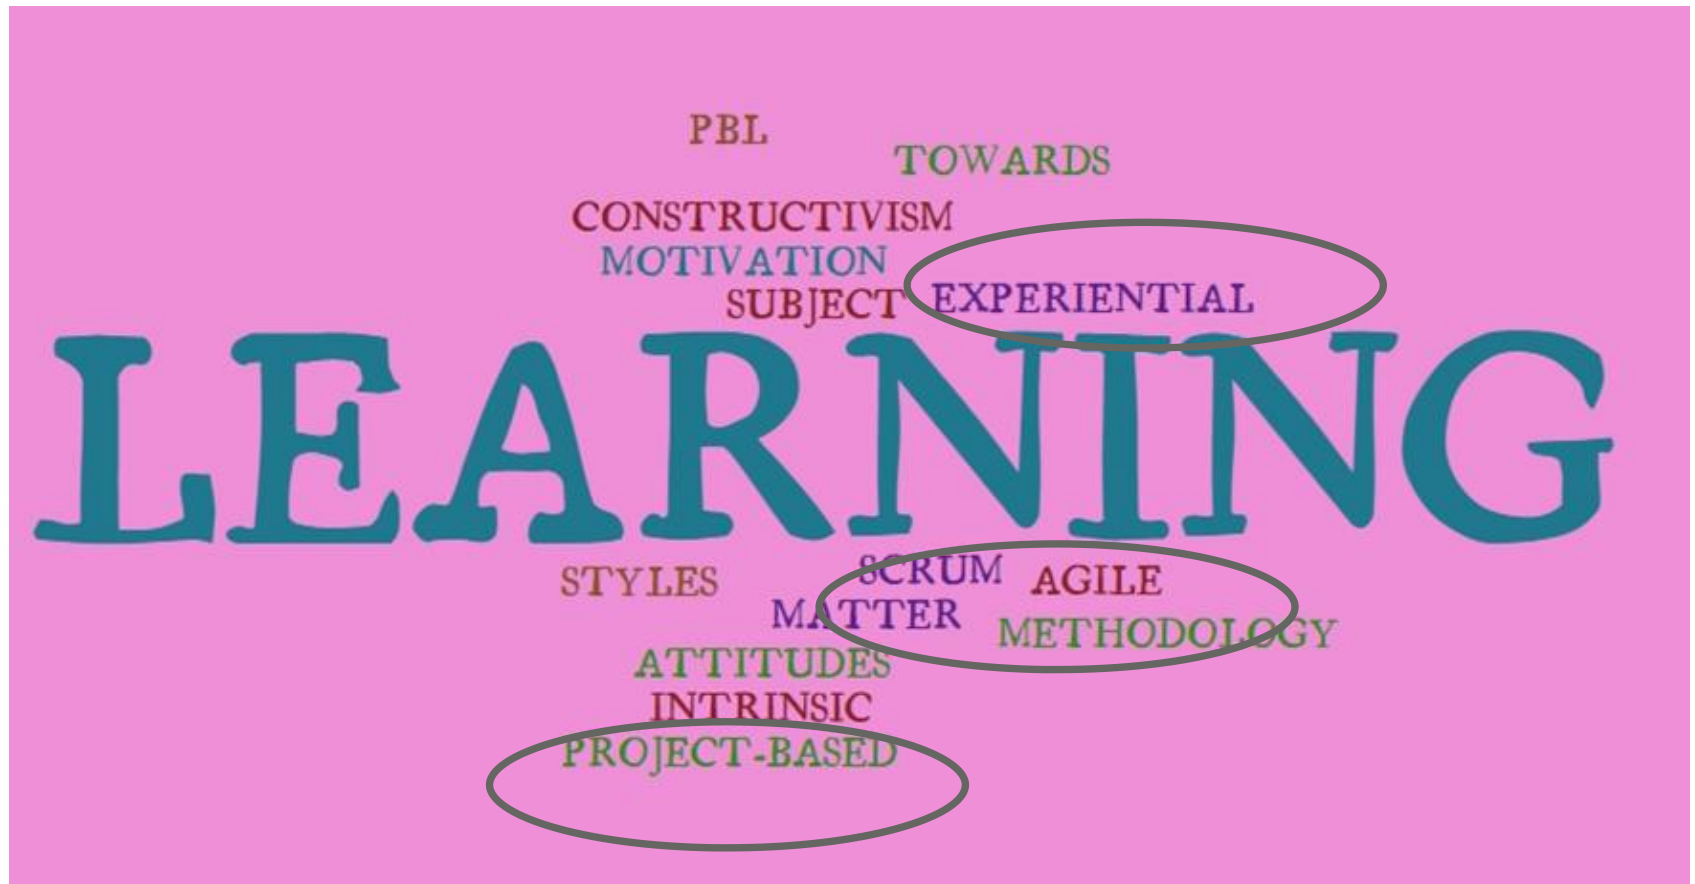 PBL
TOWARDS
CONSTRUCTIVISM
MOTIVATION
SUBJECT EXPERIENTIAL
LEARNING
STYLES SCRUM AGILE
MATTER METHODOLOGY
ATTITUDES
INTRINSIC
PROJECT-BASED